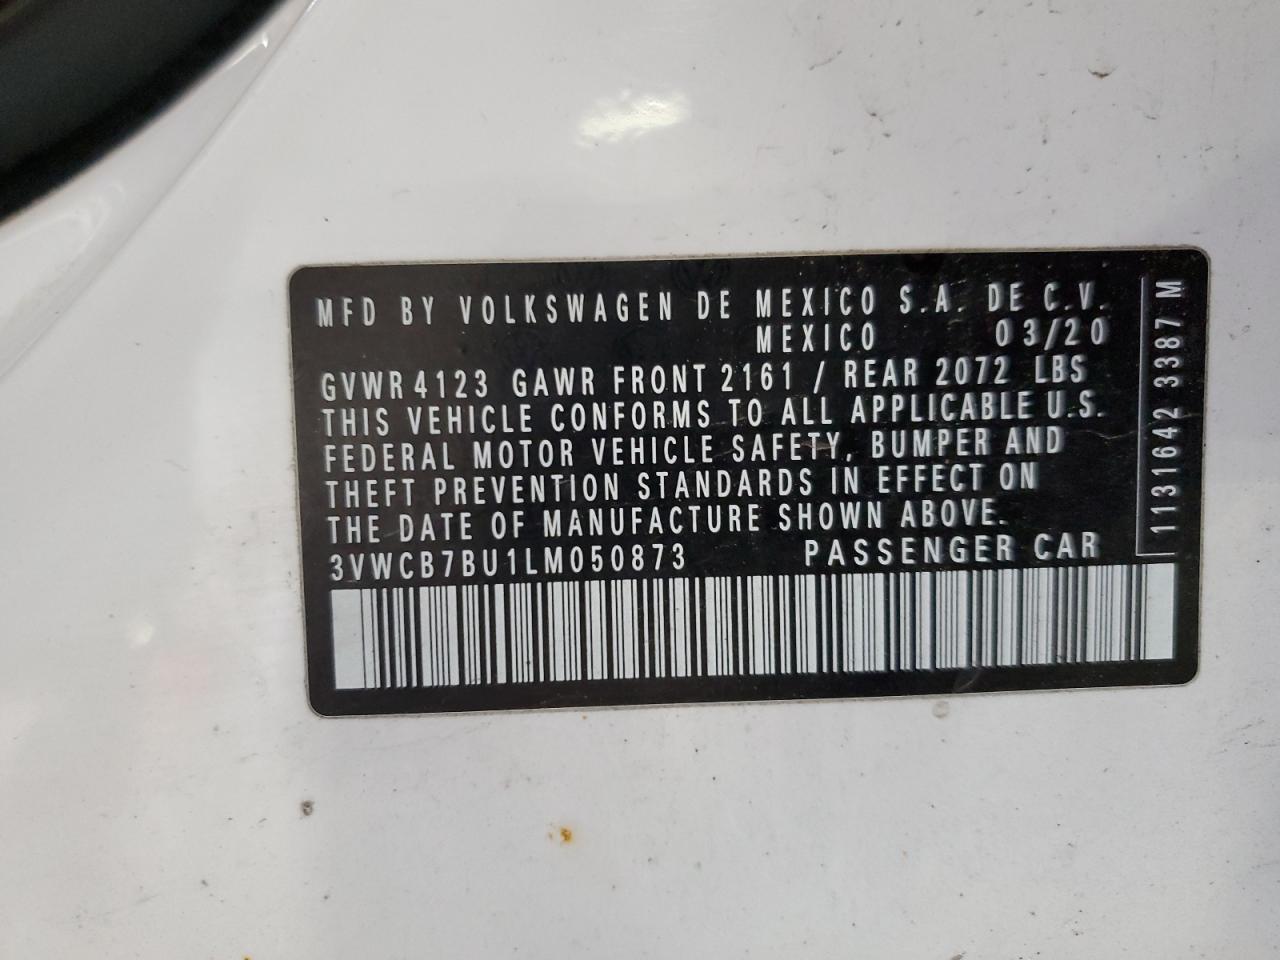 MFD BY VOLKSWAGEN DE MEXICO S.A. DE C.V.
MEXICO 03/20
GVWR 4123 GAWR FRONT 2161 / REAR 2072 LBS
THIS VEHICLE CONFORMS TO ALL APPLICABLE U.S.
FEDERAL MOTOR VEHICLE SAFETY, BUMPER AND
THEFT PREVENTION STANDARDS IN EFFECT ON
THE DATE OF MANUFACTURE SHOWN ABOVE.
3VWCB7BU1LM050873 PASSENGER CAR
1131642 3387 M